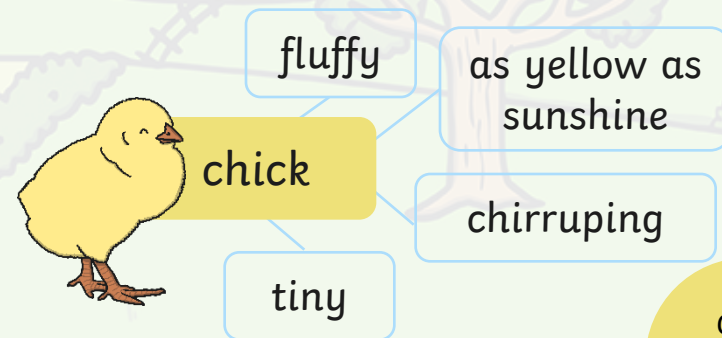 fluffy
as yellow as
sunshine
chick
chirruping
tiny